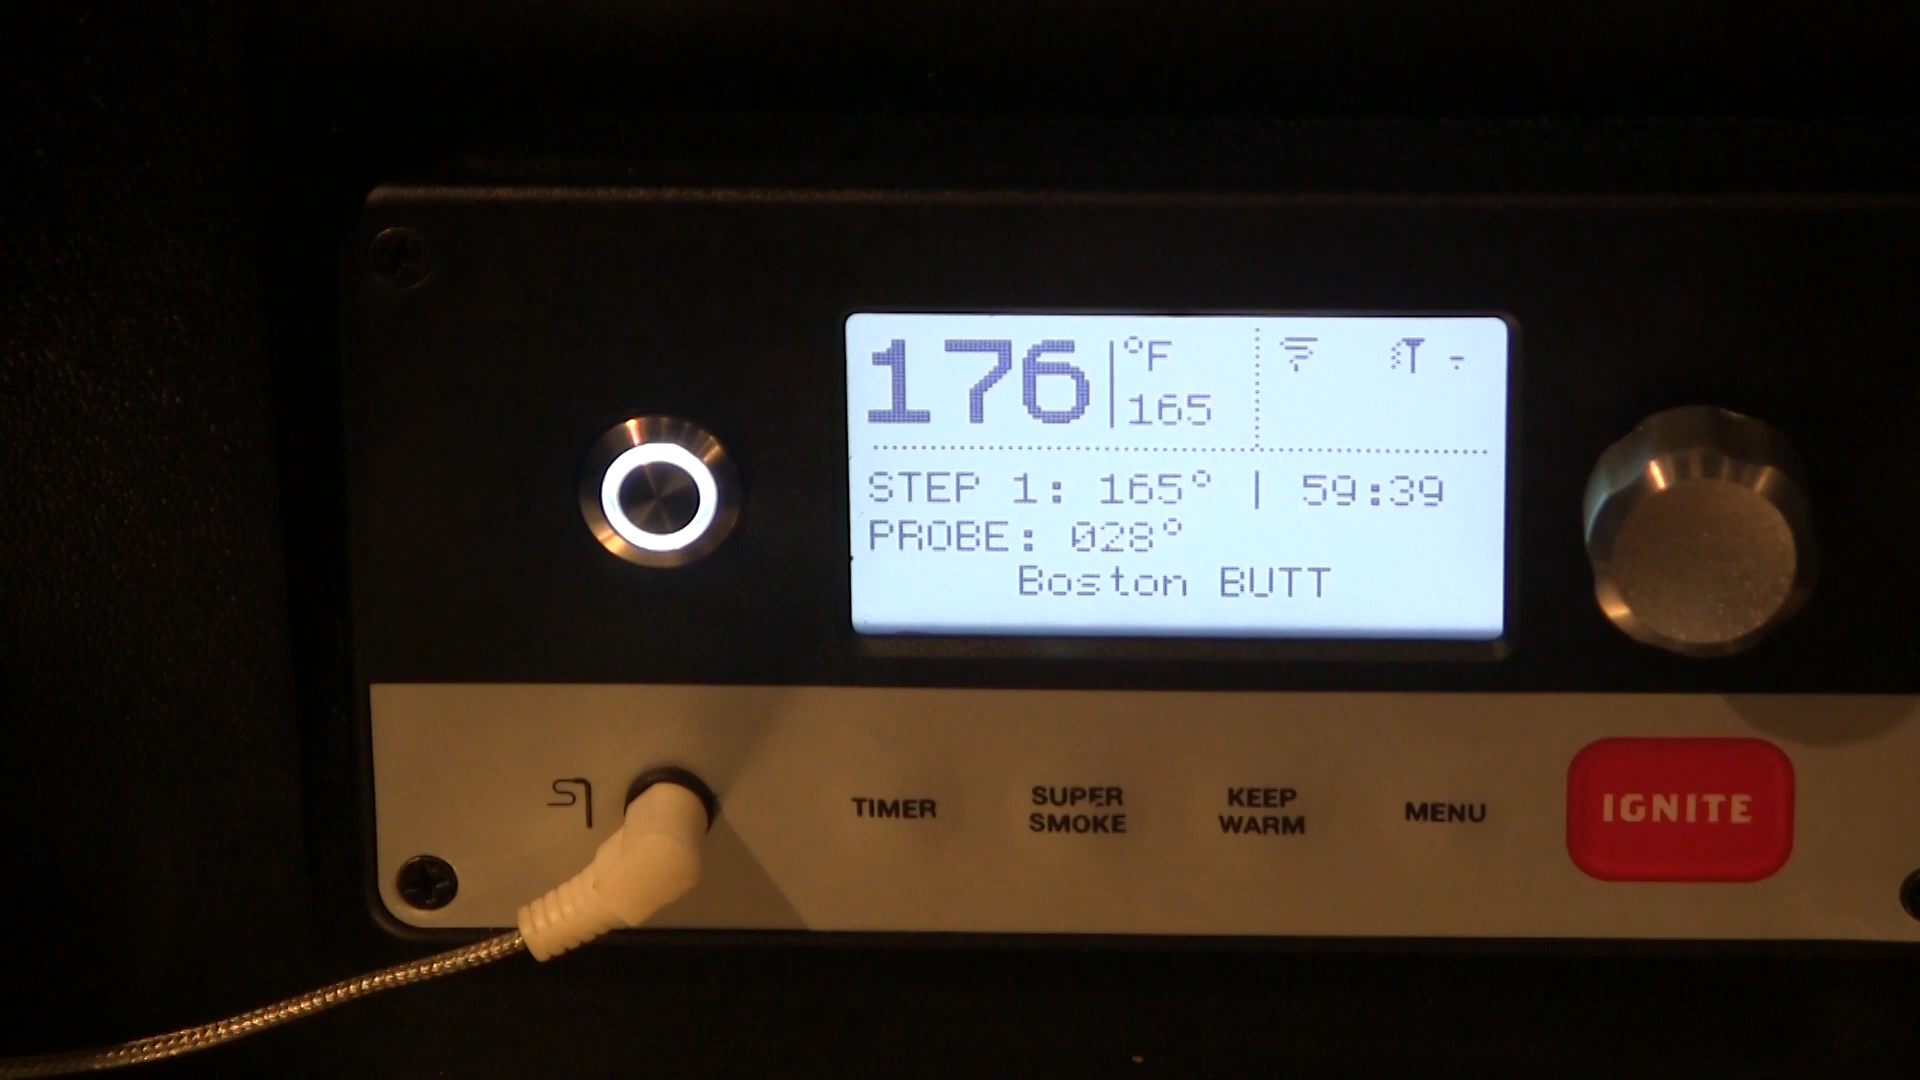 176 °F
165
STEP 1: 165° | 59:39
PROBE: 028°
Boston BUTT
TIMER
SUPER
SMOKE
KEEP
WARM
MENU
IGNITE